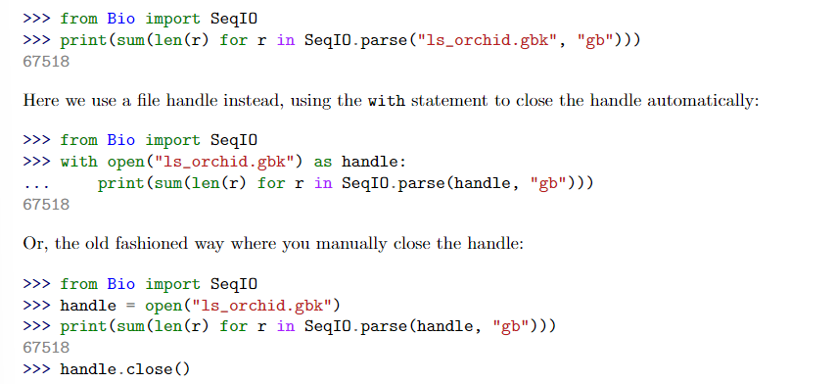 >>> from Bio import SeqIO
>>> print(sum(len(r) for r in SeqIO.parse("ls_orchid.gbk", "gb")))
67518
Here we use a file handle instead, using the with statement to close the handle automatically:
>>> from Bio import SeqIO
>>> with open("ls_orchid.gbk") as handle:
...     print(sum(len(r) for r in SeqIO.parse(handle, "gb")))
67518
Or, the old fashioned way where you manually close the handle:
>>> from Bio import SeqIO
>>> handle = open("ls_orchid.gbk")
>>> print(sum(len(r) for r in SeqIO.parse(handle, "gb")))
67518
>>> handle.close()